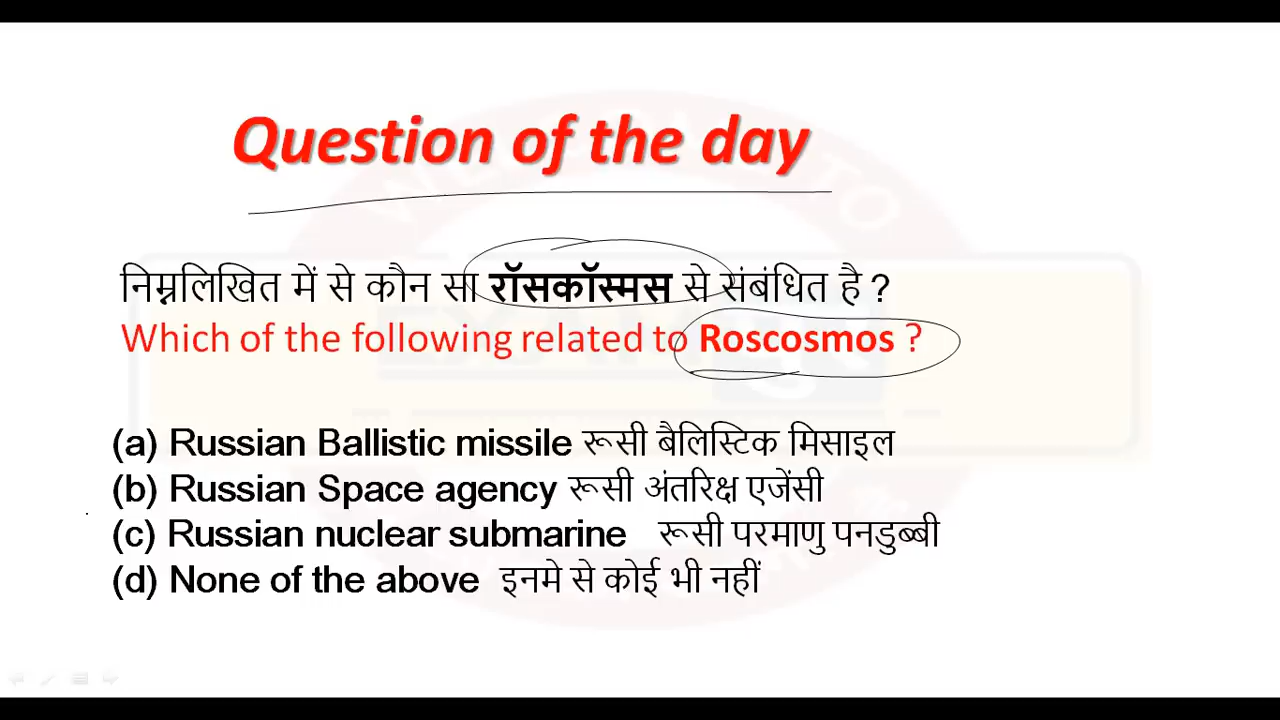 Question of the day
निम्नलिखित में से कौन सा रॉसकॉस्मस से संबंधित है ?
Which of the following related to Roscosmos ?
(a) Russian Ballistic missile रूसी बैलिस्टिक मिसाइल
(b) Russian Space agency रूसी अंतरिक्ष एजेंसी
(c) Russian nuclear submarine रूसी परमाणु पनडुब्बी
(d) None of the above इनमे से कोई भी नहीं